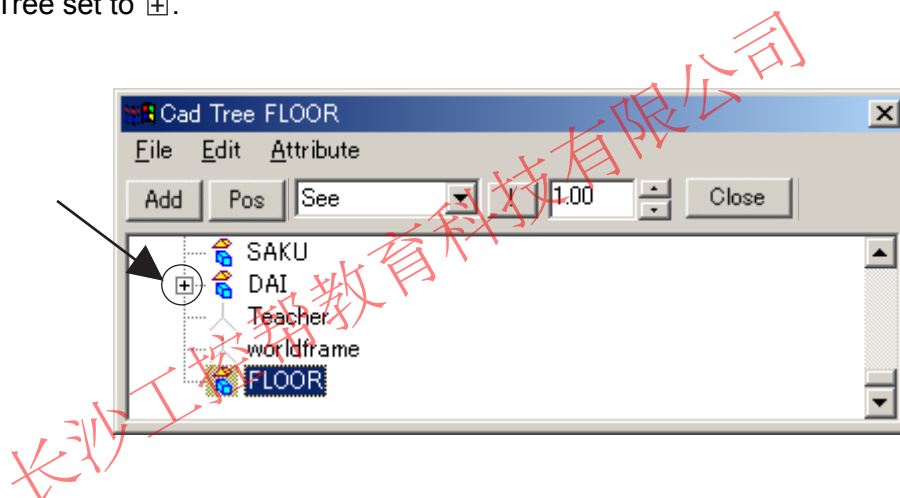 Tree set to ⊞.
Cad Tree FLOOR
File Edit Attribute
Add Pos See ! 1.00 Close
SAKU
DAI
Teacher
worldframe
FLOOR
长沙工控帮教育科技有限公司